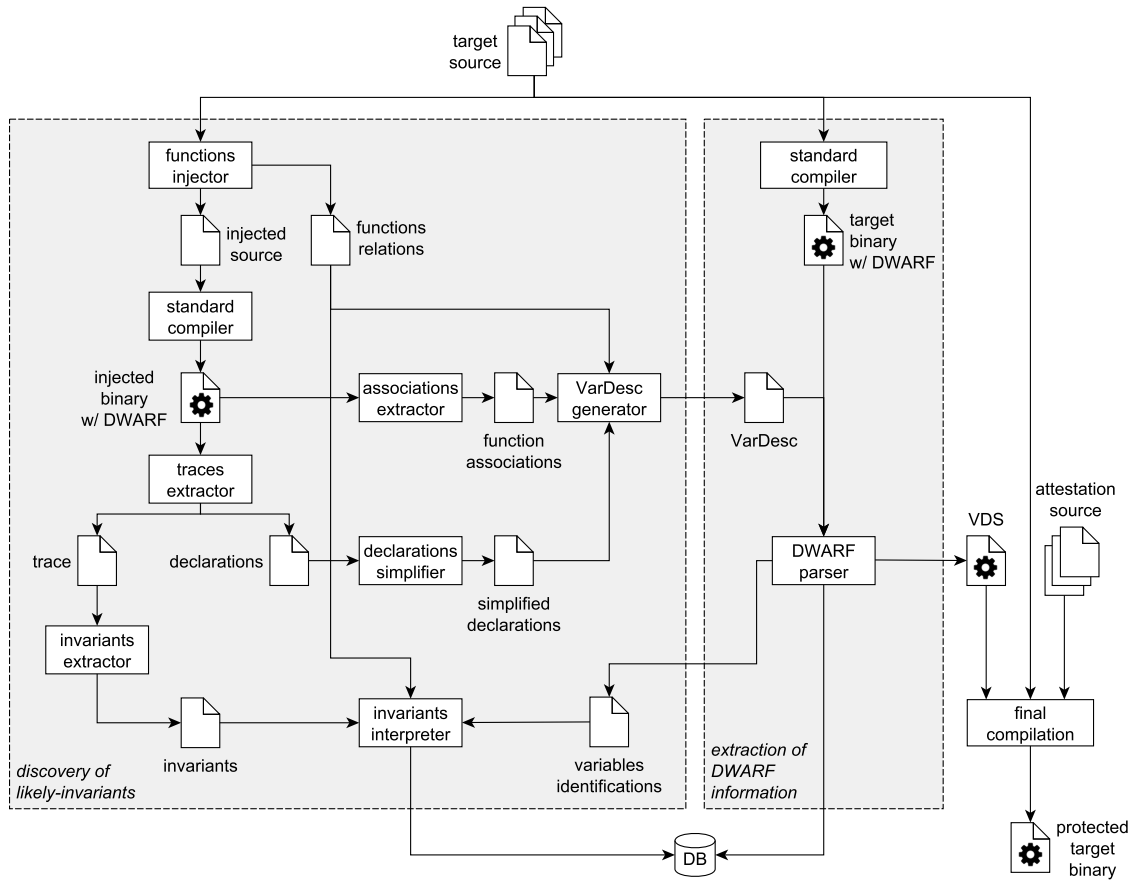 target
source
functions
injector
standard
compiler
injected
source
functions
relations
target
binary
w/ DWARF
standard
compiler
injected
binary
w/ DWARF
associations
extractor
VarDesc
generator
function
associations
VarDesc
traces
extractor
attestation
source
VDS
trace
declarations
declarations
simplifier
DWARF
parser
simplified
declarations
invariants
extractor
invariants
interpreter
final
compilation
invariants
variables
identifications
extraction of
DWARF
information
discovery of
likely-invariants
DB
protected
target
binary